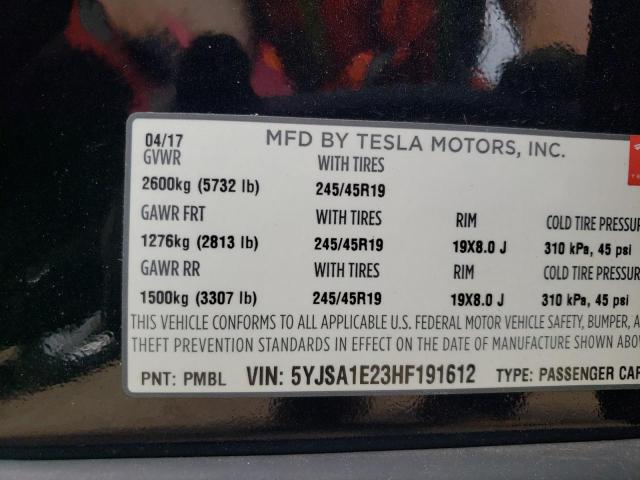 04/17 MFD BY TESLA MOTORS, INC.
GVWR WITH TIRES
2600kg (5732 lb) 245/45R19
GAWR FRT WITH TIRES RIM COLD TIRE PRESSUR
1276kg (2813 lb) 245/45R19 19X8.0 J 310 kPa, 45 psi
GAWR RR WITH TIRES RIM COLD TIRE PRESSUR
1500kg (3307 lb) 245/45R19 19X8.0 J 310 kPa, 45 psi
THIS VEHICLE CONFORMS TO ALL APPLICABLE U.S. FEDERAL MOTOR VEHICLE SAFETY, BUMPER, A
THEFT PREVENTION STANDARDS IN EFFECT ON THE DATE OF MANUFACTURE SHOWN ABOVE.
PNT: PMBL VIN: 5YJSA1E23HF191612 TYPE: PASSENGER CAR